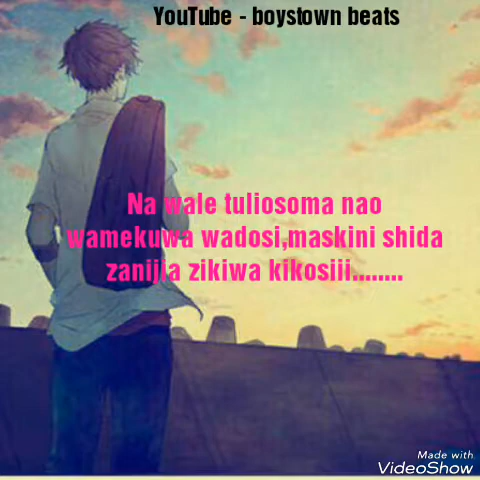 YouTube - boystown beats
Na wale tuliosoma nao
wamekuwa wadosi,maskini shida
zanijia zikiwa kikosiii........
Made with
VideoShow